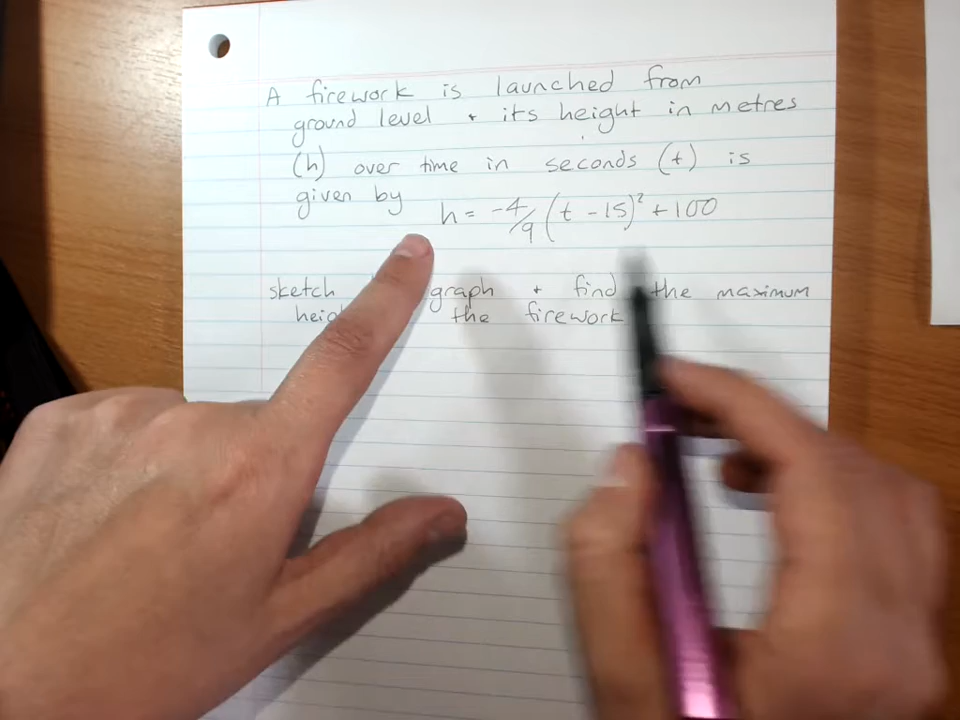 A firework is launched from
ground level + its height in metres
(h) over time in seconds (t) is
given by h = -4/9 (t - 15)² + 100
sketch graph + find the maximum
the firework